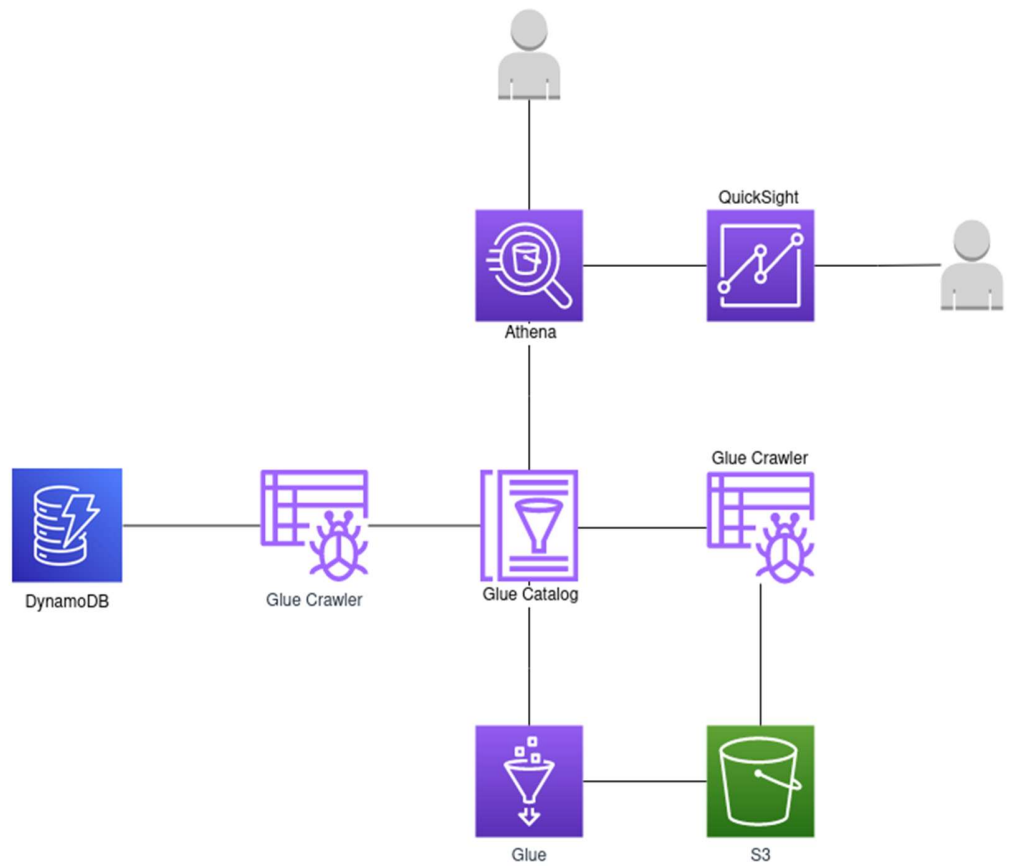 QuickSight
Athena
Glue Crawler
DynamoDB
Glue Crawler
Glue Catalog
Glue
S3